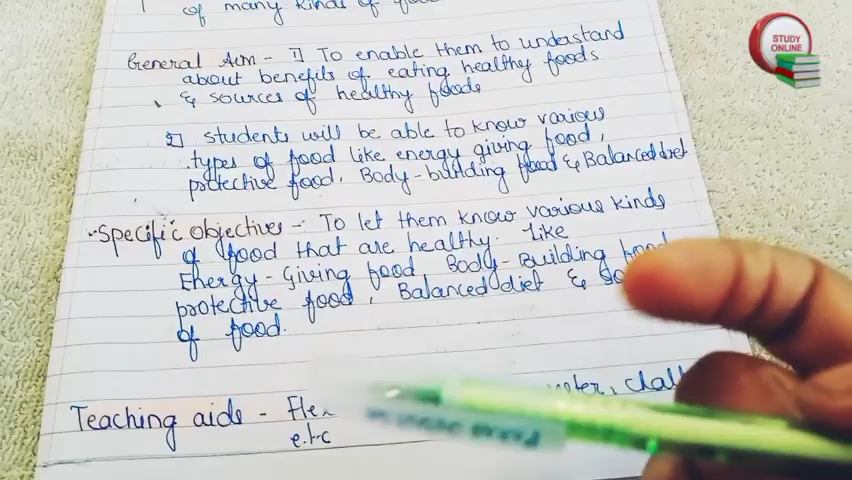 of many kinds of
General Aim - 1) To enable them to understand
about benefits of eating healthy foods
& sources of healthy foods
2) students will be able to know various
types of food like energy giving food,
protective food, Body-building food & Balanced diet
Specific Objectives - To let them know various kinds
of food that are healthy. Like
Energy-Giving food Body-Building food
protective food, Balanced diet &
of food.
Teaching aids -
e.t.c
STUDY
ONLINE